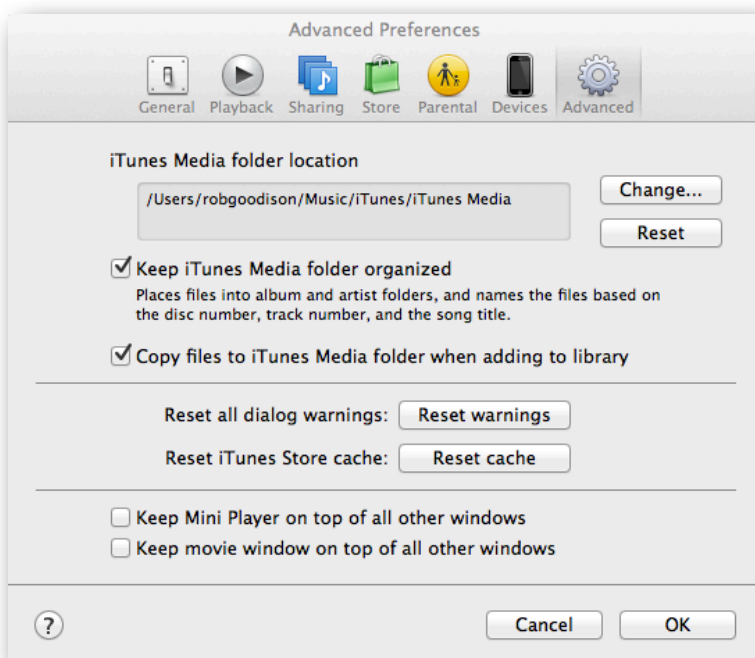 Advanced Preferences
General Playback Sharing Store Parental Devices Advanced
iTunes Media folder location
/Users/robgoodison/Music/iTunes/iTunes Media
Change...
Reset
Keep iTunes Media folder organized
Places files into album and artist folders, and names the files based on
the disc number, track number, and the song title.
Copy files to iTunes Media folder when adding to library
Reset all dialog warnings: Reset warnings
Reset iTunes Store cache: Reset cache
Keep Mini Player on top of all other windows
Keep movie window on top of all other windows
? Cancel OK